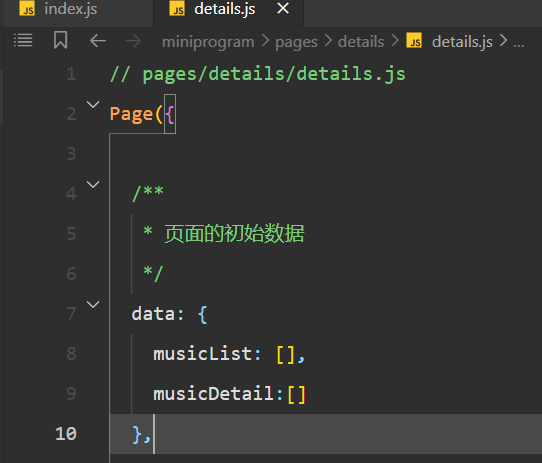 JS index.js
JS details.js ×
miniprogram > pages > details > JS details.js > ...
1 // pages/details/details.js
2 Page({
3
4 /**
5 * 页面的初始数据
6 */
7 data: {
8 musicList: [],
9 musicDetail:[]
10 },